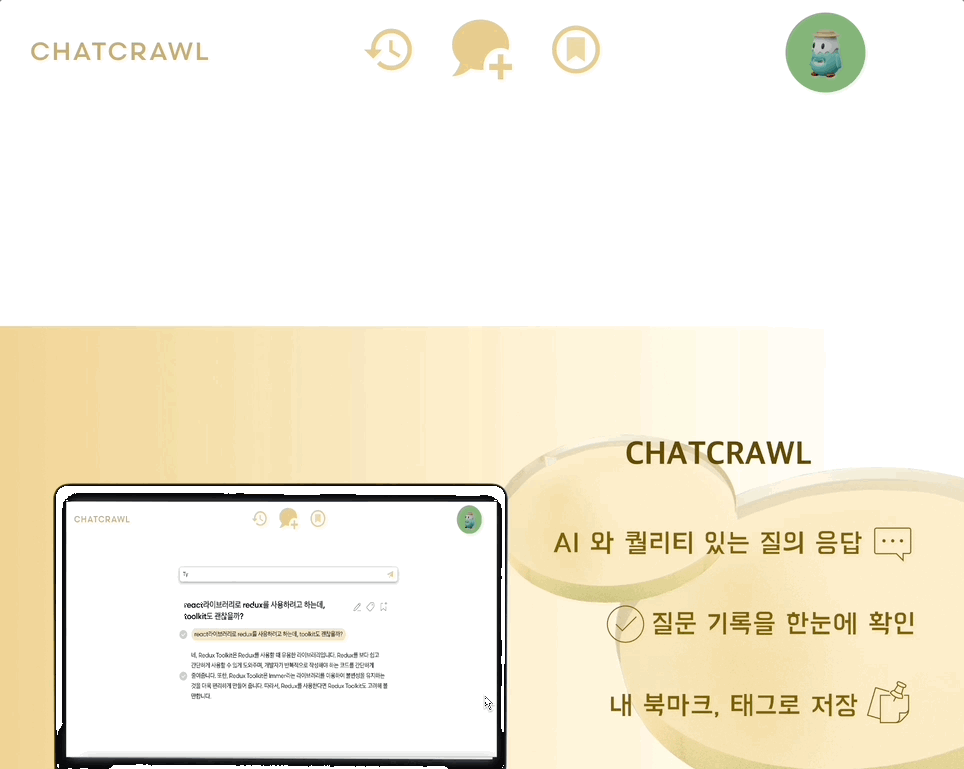 CHATCRAWL
CHATCRAWL
AI 와 퀄리티 있는 질의 응답
질문 기록을 한눈에 확인
내 북마크, 태그로 저장
CHATCRAWL
Ty
react라이브러리로 redux를 사용하려고 하는데,
toolkit도 괜찮을까?
react라이브러리로 redux를 사용하려고 하는데, toolkit도 괜찮을까?
네, Redux Toolkit은 Redux를 사용할 때 유용한 라이브러리입니다. Redux를 보다 쉽고
간단하게 사용할 수 있게 도와주며, 개발자가 반복적으로 작성해야 하는 코드를 간단하게
줄여줍니다. 또한, Redux Toolkit은 Immer라는 라이브러리를 이용하여 불변성을 유지하는
것을 더욱 편리하게 만들어 줍니다. 따라서, Redux를 사용한다면 Redux Toolkit도 고려해 볼
만합니다.